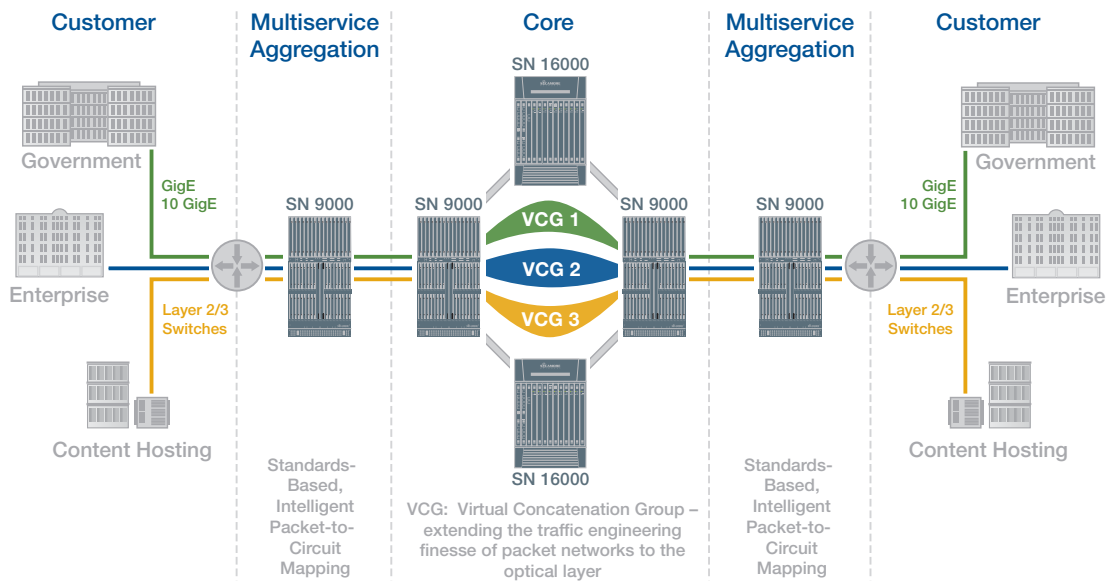 Customer
Multiservice
Aggregation
Core
Multiservice
Aggregation
Customer
SN 16000
Government
Government
GigE
10 GigE
GigE
10 GigE
SN 9000
SN 9000
SN 9000
SN 9000
VCG 1
VCG 2
VCG 3
Enterprise
Enterprise
Layer 2/3
Switches
Layer 2/3
Switches
Content Hosting
Content Hosting
SN 16000
Standards-
Based,
Intelligent
Packet-to-
Circuit
Mapping
VCG: Virtual Concatenation Group –
extending the traffic engineering
finesse of packet networks to the
optical layer
Standards-
Based,
Intelligent
Packet-to-
Circuit
Mapping